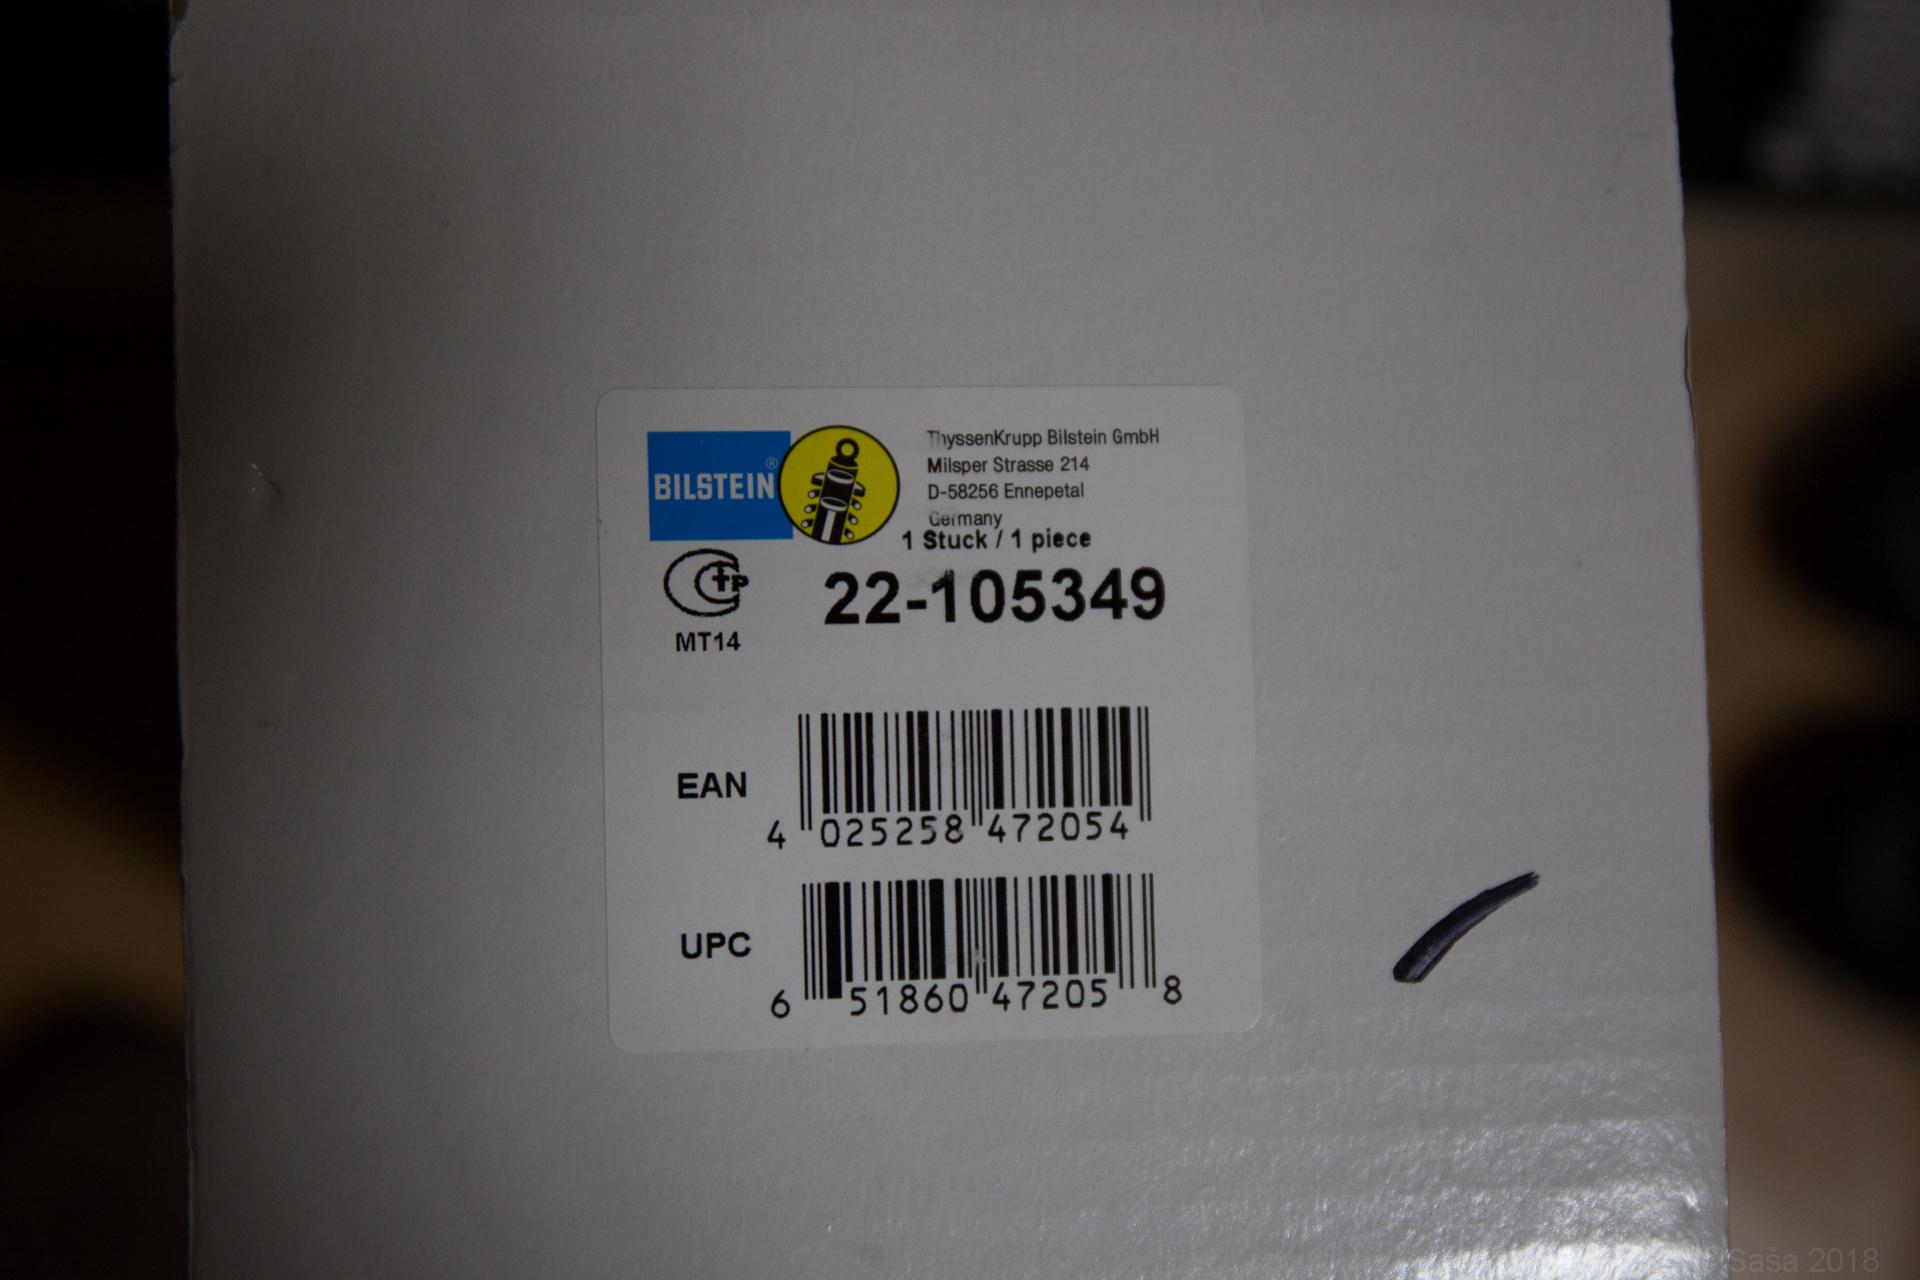 BILSTEIN®
ThyssenKrupp Bilstein GmbH
Milsper Strasse 214
D-58256 Ennepetal
Germany
1 Stuck / 1 piece
22-105349
MT14
EAN
4 025258 472054
UPC
6 51860 47205 8
Saša 2018